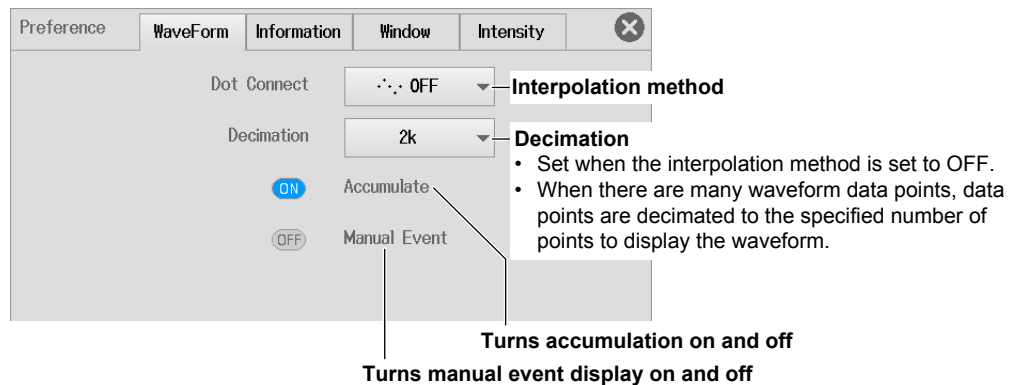 Preference WaveForm Information Window Intensity
Dot Connect OFF Interpolation method
Decimation 2k Decimation
• Set when the interpolation method is set to OFF.
• When there are many waveform data points, data
points are decimated to the specified number of
points to display the waveform.
ON Accumulate
OFF Manual Event
Turns accumulation on and off
Turns manual event display on and off